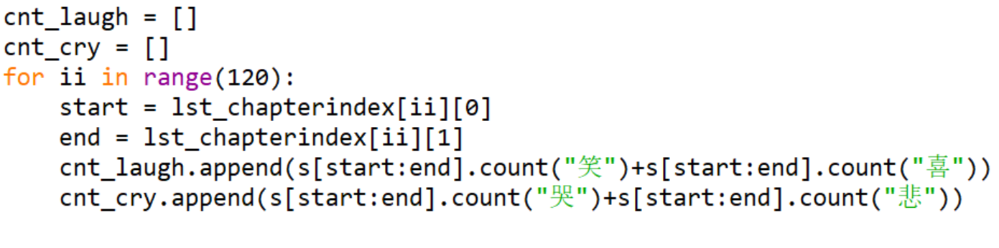 cnt_laugh = []
cnt_cry = []
for ii in range(120):
    start = lst_chapterindex[ii][0]
    end = lst_chapterindex[ii][1]
    cnt_laugh.append(s[start:end].count("笑")+s[start:end].count("喜"))
    cnt_cry.append(s[start:end].count("哭")+s[start:end].count("悲"))